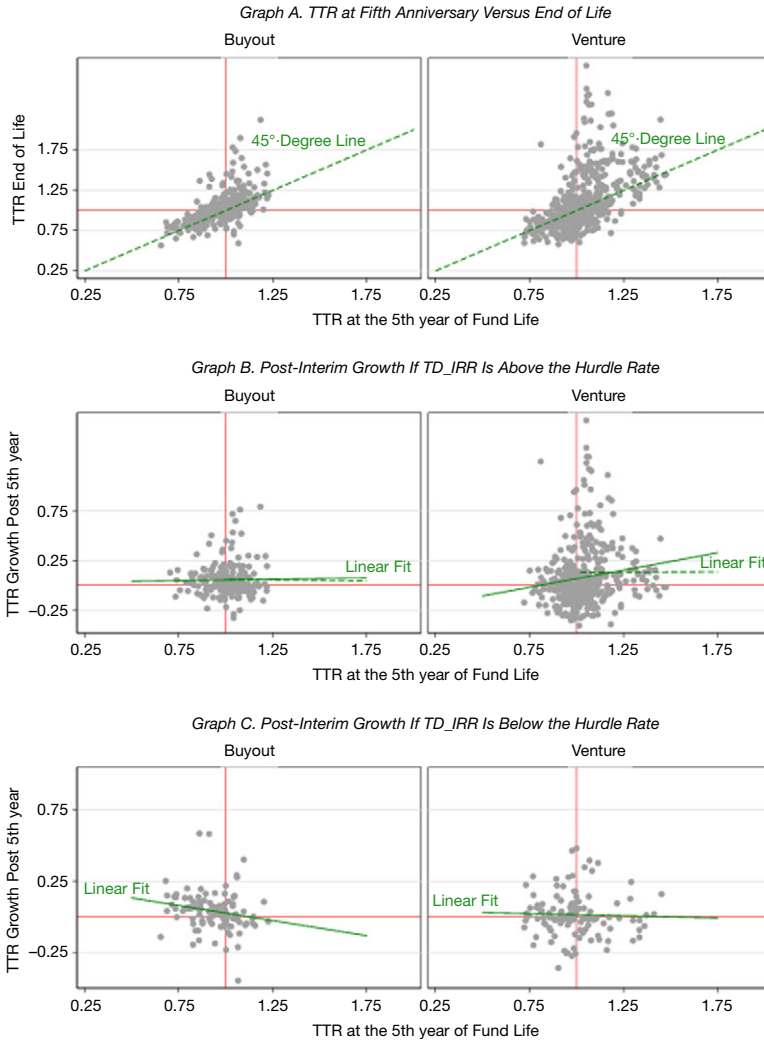 Graph A. TTR at Fifth Anniversary Versus End of Life
Buyout
Venture
TTR End of Life
1.75
1.25
0.75
0.25
45°·Degree Line
45°·Degree Line
0.25 0.75 1.25 1.75 0.25 0.75 1.25 1.75
TTR at the 5th year of Fund Life
Graph B. Post-Interim Growth If TD_IRR Is Above the Hurdle Rate
Buyout
Venture
TTR Growth Post 5th year
0.75
0.25
−0.25
Linear Fit
Linear Fit
0.25 0.75 1.25 1.75 0.25 0.75 1.25 1.75
TTR at the 5th year of Fund Life
Graph C. Post-Interim Growth If TD_IRR Is Below the Hurdle Rate
Buyout
Venture
TTR Growth Post 5th year
0.75
0.25
−0.25
Linear Fit
Linear Fit
0.25 0.75 1.25 1.75 0.25 0.75 1.25 1.75
TTR at the 5th year of Fund Life